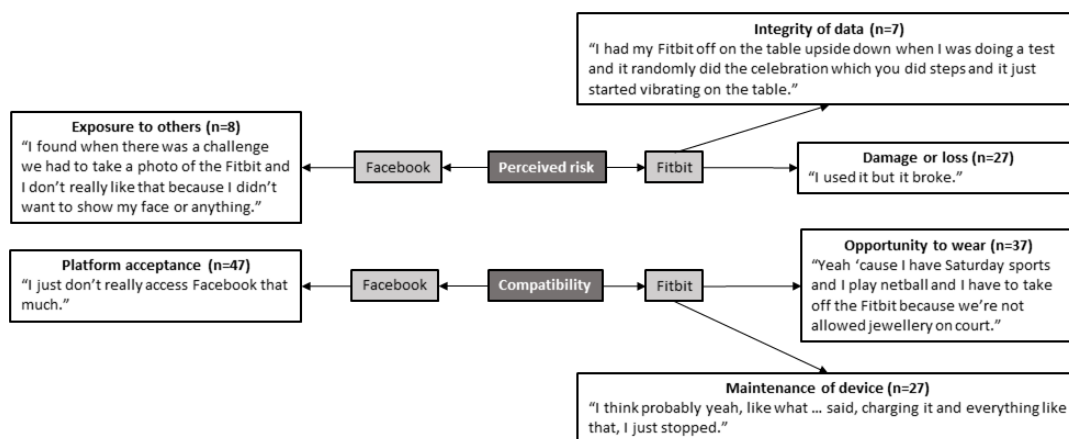 Integrity of data (n=7)
“I had my Fitbit off on the table upside down when I was doing a test
and it randomly did the celebration which you did steps and it just
started vibrating on the table.”
Exposure to others (n=8)
“I found when there was a challenge
we had to take a photo of the Fitbit and
I don’t really like that because I didn’t
want to show my face or anything.”
Facebook
Perceived risk
Fitbit
Damage or loss (n=27)
“I used it but it broke.”
Platform acceptance (n=47)
“I just don’t really access Facebook that
much.”
Facebook
Compatibility
Fitbit
Opportunity to wear (n=37)
“Yeah ‘cause I have Saturday sports
and I play netball and I have to take
off the Fitbit because we’re not
allowed jewellery on court.”
Maintenance of device (n=27)
“I think probably yeah, like what … said, charging it and everything like
that, I just stopped.”